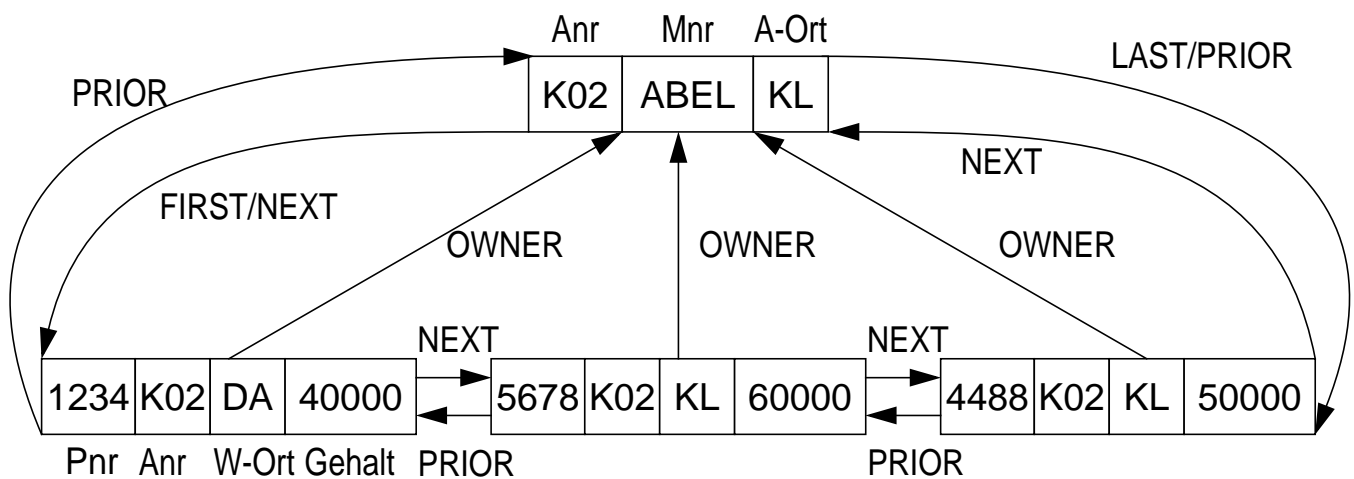 Anr Mnr A-Ort
LAST/PRIOR
PRIOR
K02 ABEL KL
NEXT
FIRST/NEXT
OWNER OWNER OWNER
NEXT NEXT
1234 K02 DA 40000 5678 K02 KL 60000 4488 K02 KL 50000
Pnr Anr W-Ort Gehalt PRIOR PRIOR